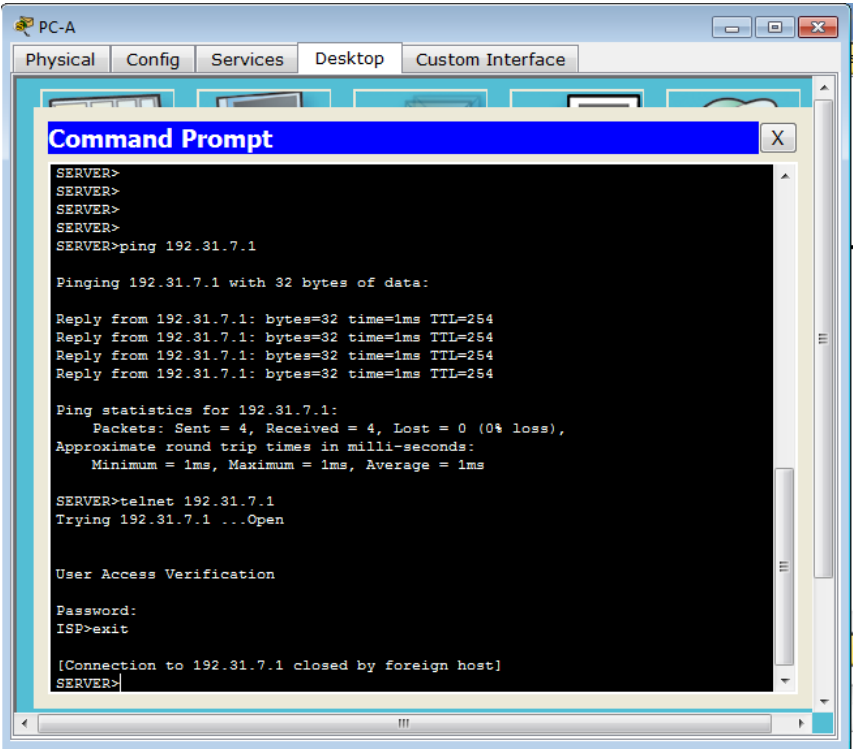 PC-A
Physical Config Services Desktop Custom Interface
Command Prompt X
SERVER>
SERVER>
SERVER>
SERVER>
SERVER>ping 192.31.7.1
Pinging 192.31.7.1 with 32 bytes of data:
Reply from 192.31.7.1: bytes=32 time=1ms TTL=254
Reply from 192.31.7.1: bytes=32 time=1ms TTL=254
Reply from 192.31.7.1: bytes=32 time=1ms TTL=254
Reply from 192.31.7.1: bytes=32 time=1ms TTL=254
Ping statistics for 192.31.7.1:
Packets: Sent = 4, Received = 4, Lost = 0 (0% loss),
Approximate round trip times in milli-seconds:
Minimum = 1ms, Maximum = 1ms, Average = 1ms
SERVER>telnet 192.31.7.1
Trying 192.31.7.1 ...Open
User Access Verification
Password:
ISP>exit
[Connection to 192.31.7.1 closed by foreign host]
SERVER>